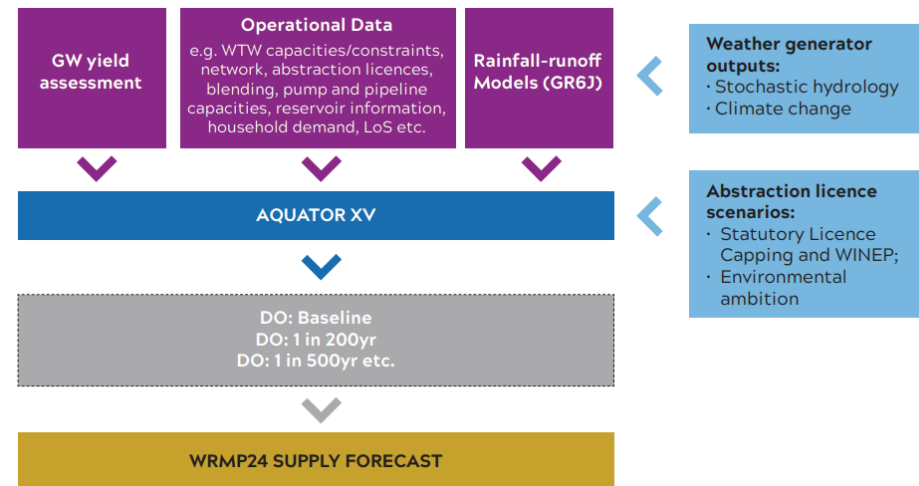 GW yield
assessment
Operational Data
e.g. WTW capacities/constraints,
network, abstraction licences,
blending, pump and pipeline
capacities, reservoir information,
household demand, LoS etc.
Rainfall-runoff
Models (GR6J)
Weather generator
outputs:
· Stochastic hydrology
· Climate change
AQUATOR XV
Abstraction licence
scenarios:
· Statutory Licence
Capping and WINEP;
· Environmental
ambition
DO: Baseline
DO: 1 in 200yr
DO: 1 in 500yr etc.
WRMP24 SUPPLY FORECAST